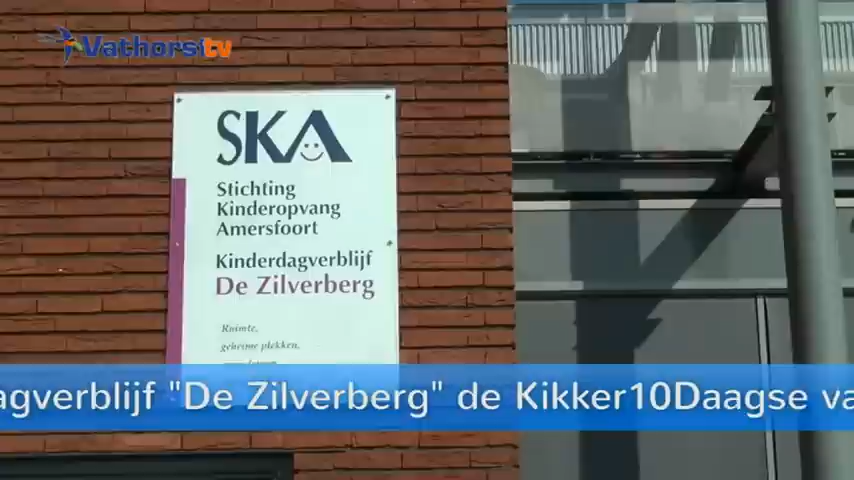 Vathorst tv
SKA
Stichting
Kinderopvang
Amersfoort
Kinderdagverblijf
De Zilverberg
Ruimte,
geheime plekken,
agverblijf "De Zilverberg" de Kikker10Daagse va